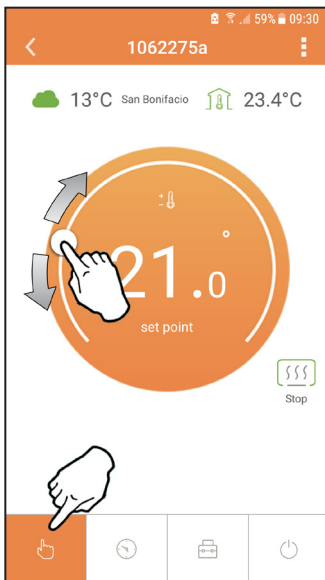 59% 09:30
1062275a
13°C San Bonifacio 23.4°C
21.0°
set point
Stop